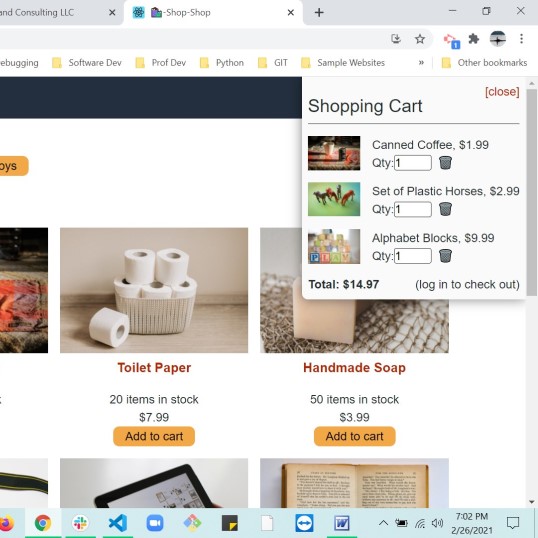 and Consulting LLC
-Shop-Shop
ebugging
Software Dev
Prof Dev
Python
GIT
Sample Websites
»
Other bookmarks
1
[close]
Shopping Cart
Canned Coffee, $1.99
Qty: 1
Set of Plastic Horses, $2.99
Qty: 1
Alphabet Blocks, $9.99
Qty: 1
Total: $14.97
(log in to check out)
oys
Toilet Paper
20 items in stock
$7.99
Add to cart
Handmade Soap
50 items in stock
$3.99
Add to cart
7:02 PM
2/26/2021